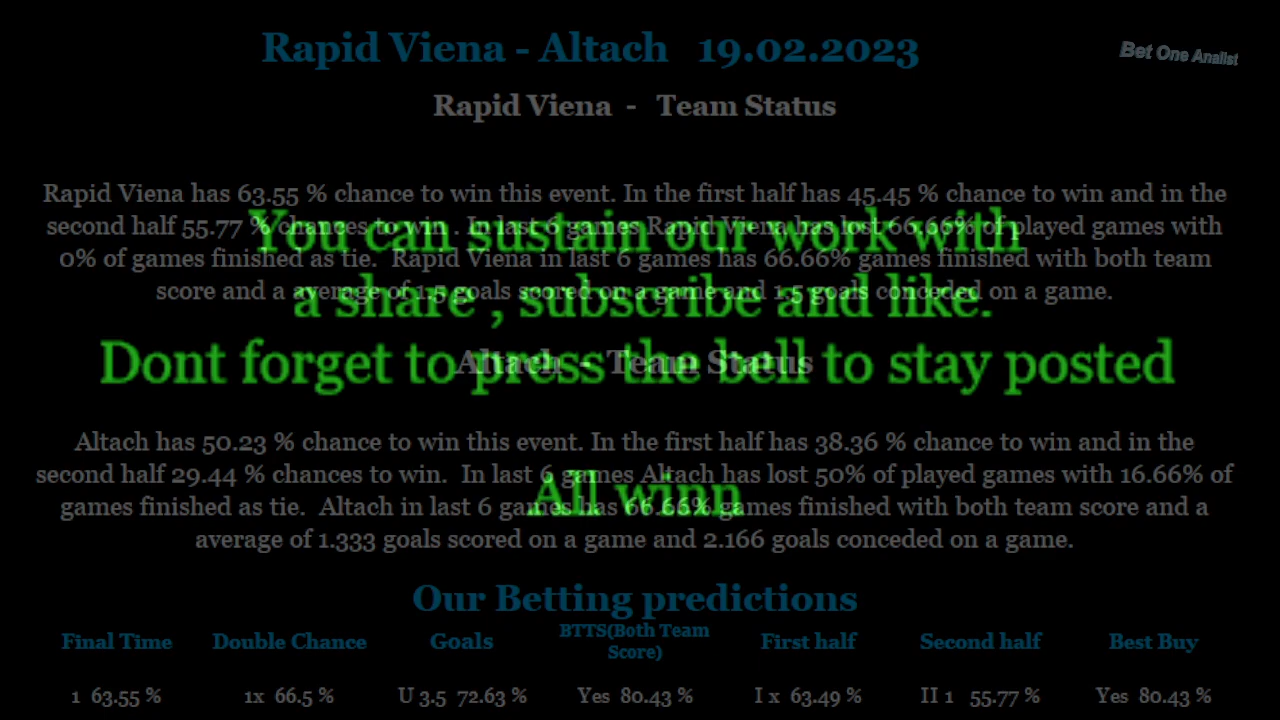 Rapid Viena - Altach 19.02.2023
Bet One Analist
Rapid Viena - Team Status
Rapid Viena has 63.55 % chance to win this event. In the first half has 45.45 % chance to win and in the
second half 55.77 % chances to win . In last 6 games Rapid Viena has lost 66.66% of played games with
You can sustain our work with
0% of games finished as tie. Rapid Viena in last 6 games has 66.66% games finished with both team
score and a average of 1.5 goals scored on a game and 1.5 goals conceded on a game.
a share , subscribe and like.
Altach - Team Status
Dont forget to press the bell to stay posted
Altach has 50.23 % chance to win this event. In the first half has 38.36 % chance to win and in the
second half 29.44 % chances to win. In last 6 games Altach has lost 50% of played games with 16.66% of
All winn
games finished as tie. Altach in last 6 games has 66.66% games finished with both team score and a
average of 1.333 goals scored on a game and 2.166 goals conceded on a game.
Our Betting predictions
Final Time Double Chance Goals BTTS(Both Team First half Second half Best Buy
Score)
1 63.55 % 1x 66.5 % U 3.5 72.63 % Yes 80.43 % I x 63.49 % II 1 55.77 % Yes 80.43 %